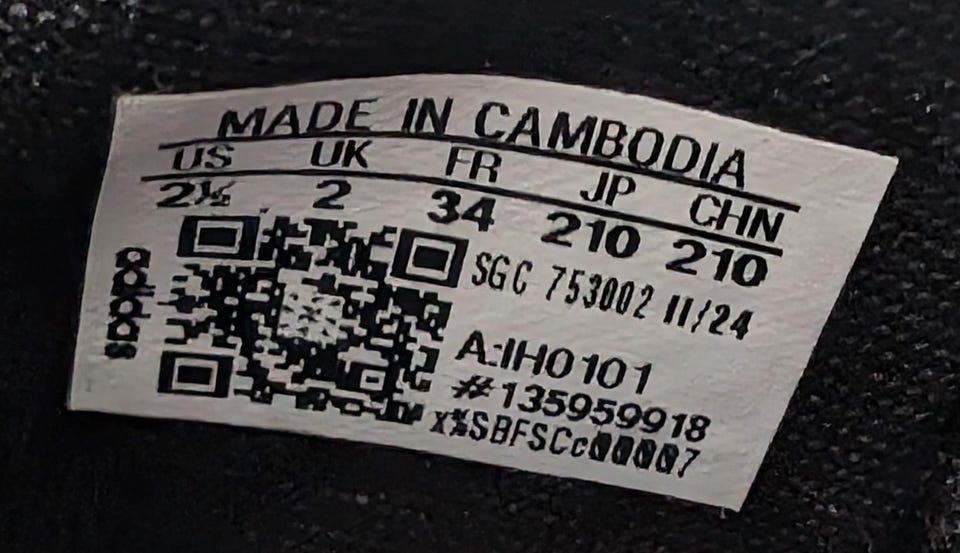 MADE IN CAMBODIA
US UK FR JP CHN
2½ 2 34 210 210
SGC 753002 11/24
A:IH0101
#135959918